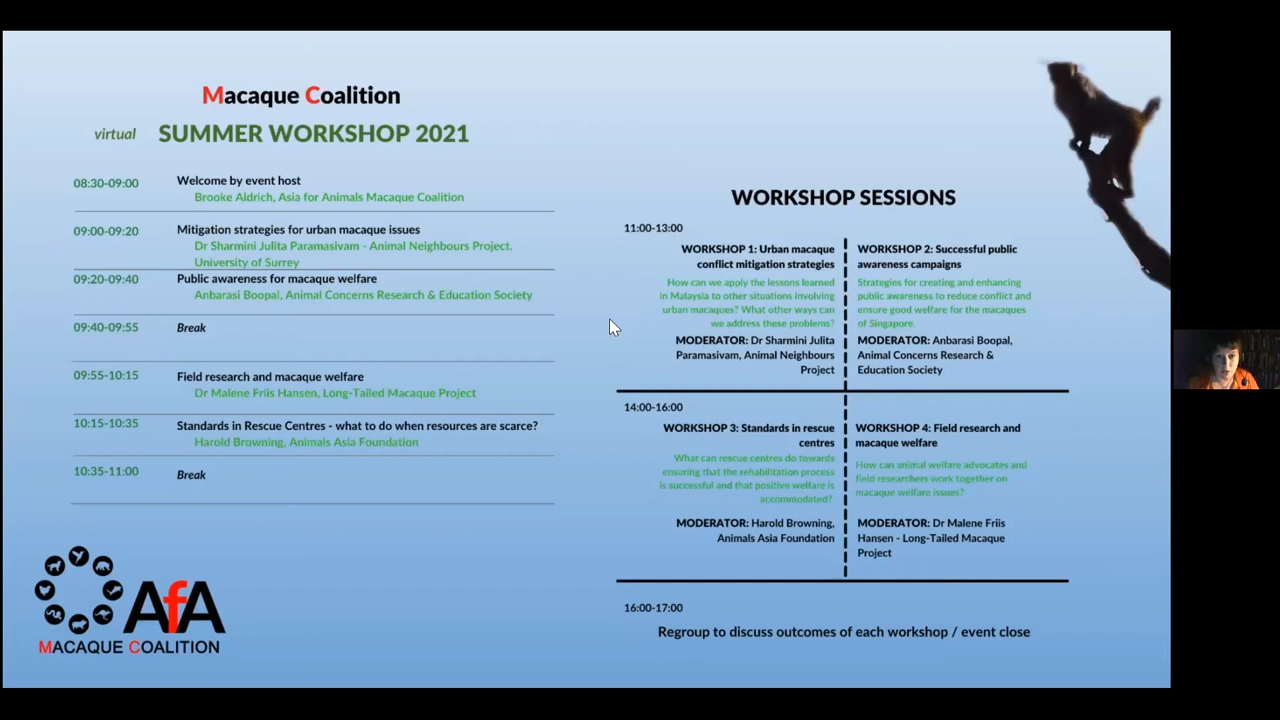 Macaque Coalition
virtual SUMMER WORKSHOP 2021
08:30-09:00 Welcome by event host
Brooke Aldrich, Asia for Animals Macaque Coalition
09:00-09:20 Mitigation strategies for urban macaque issues
Dr Sharmini Julita Paramasivam - Animal Neighbours Project,
University of Surrey
09:20-09:40 Public awareness for macaque welfare
Anbarasi Boopal, Animal Concerns Research & Education Society
09:40-09:55 Break
09:55-10:15 Field research and macaque welfare
Dr Malene Friis Hansen, Long-Tailed Macaque Project
10:15-10:35 Standards in Rescue Centres - what to do when resources are scarce?
Harold Browning, Animals Asia Foundation
10:35-11:00 Break
AfA
MACAQUE COALITION
WORKSHOP SESSIONS
11:00-13:00
WORKSHOP 1: Urban macaque
conflict mitigation strategies
How can we apply the lessons learned
in Malaysia to other situations involving
urban macaques? What other ways can
we address these problems?
MODERATOR: Dr Sharmini Julita
Paramasivam, Animal Neighbours
Project
WORKSHOP 2: Successful public
awareness campaigns
Strategies for creating and enhancing
public awareness to reduce conflict and
ensure good welfare for the macaques
of Singapore.
MODERATOR: Anbarasi Boopal,
Animal Concerns Research &
Education Society
14:00-16:00
WORKSHOP 3: Standards in rescue
centres
What can rescue centres do towards
ensuring that the rehabilitation process
is successful and that positive welfare is
accommodated?
MODERATOR: Harold Browning,
Animals Asia Foundation
WORKSHOP 4: Field research and
macaque welfare
How can animal welfare advocates and
field researchers work together on
macaque welfare issues?
MODERATOR: Dr Malene Friis
Hansen - Long-Tailed Macaque
Project
16:00-17:00
Regroup to discuss outcomes of each workshop / event close